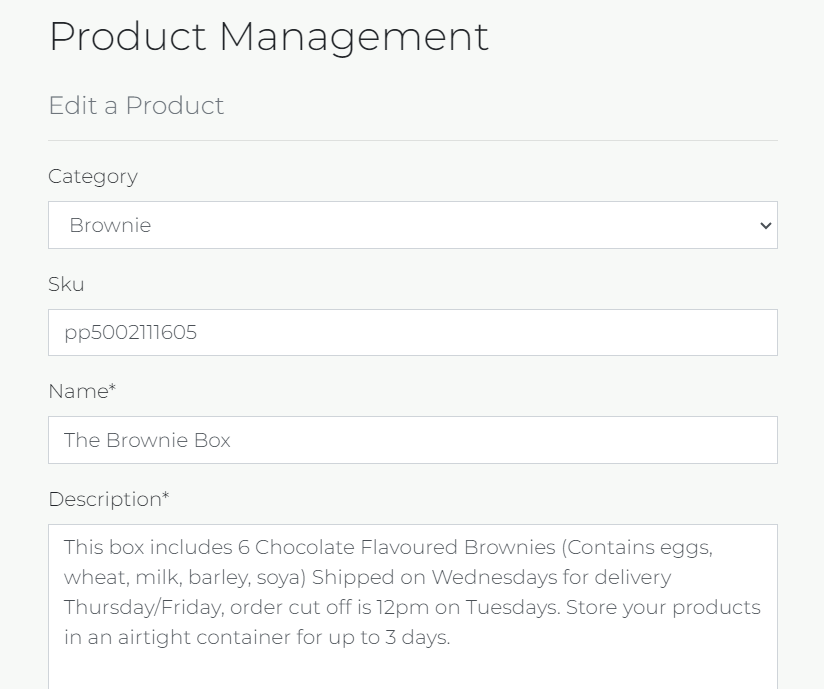 Product Management
Edit a Product
Category
Brownie
Sku
pp5002111605
Name*
The Brownie Box
Description*
This box includes 6 Chocolate Flavoured Brownies (Contains eggs,
wheat, milk, barley, soya) Shipped on Wednesdays for delivery
Thursday/Friday, order cut off is 12pm on Tuesdays. Store your products
in an airtight container for up to 3 days.